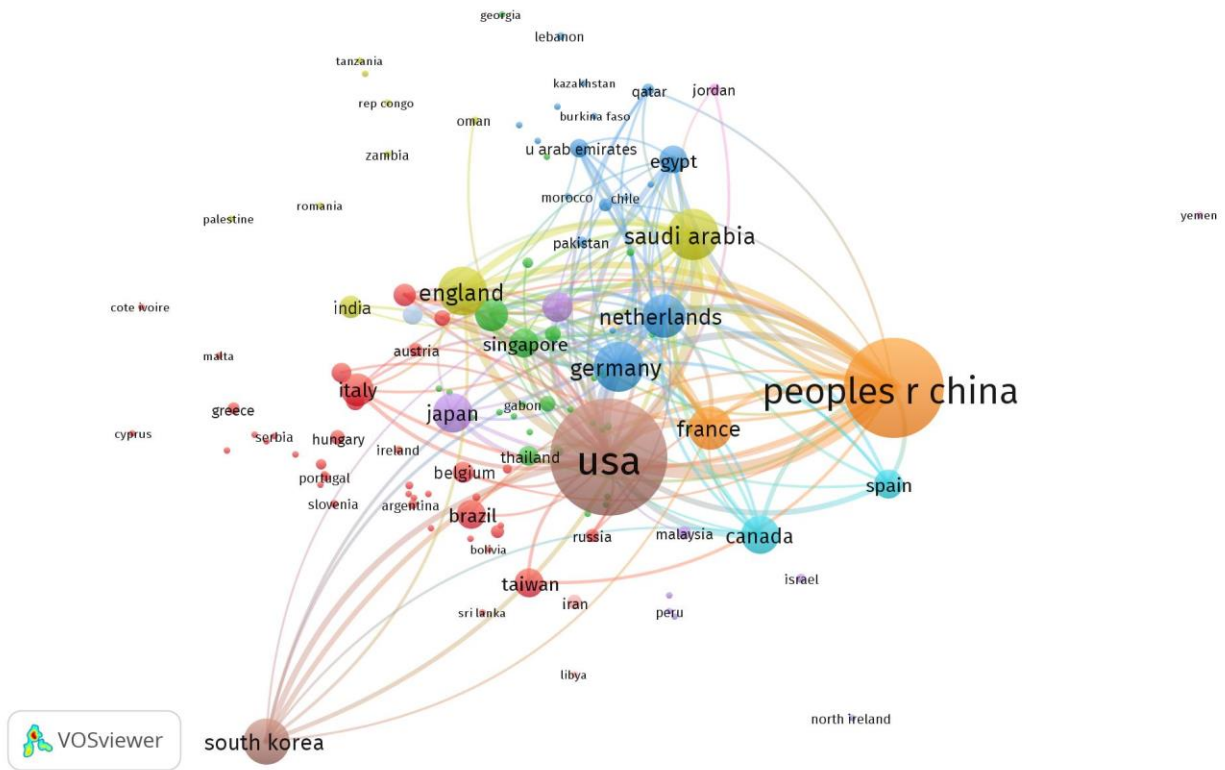 georgia
lebanon
tanzania
kazakhstan
qatar
jordan
rep congo
burkina faso
oman
u arab emirates
zambia
egypt
morocco
chile
romania
palestine
yemen
saudi arabia
pakistan
england
cote ivoire
india
netherlands
singapore
austria
malta
germany
italy
peoples r china
gabon
greece
japan
france
cyprus
serbia
hungary
ireland
thailand
usa
belgium
portugal
spain
slovenia
argentina
brazil
russia
malaysia
canada
bolivia
israel
taiwan
iran
sri lanka
peru
libya
north ireland
VOSviewer
south korea